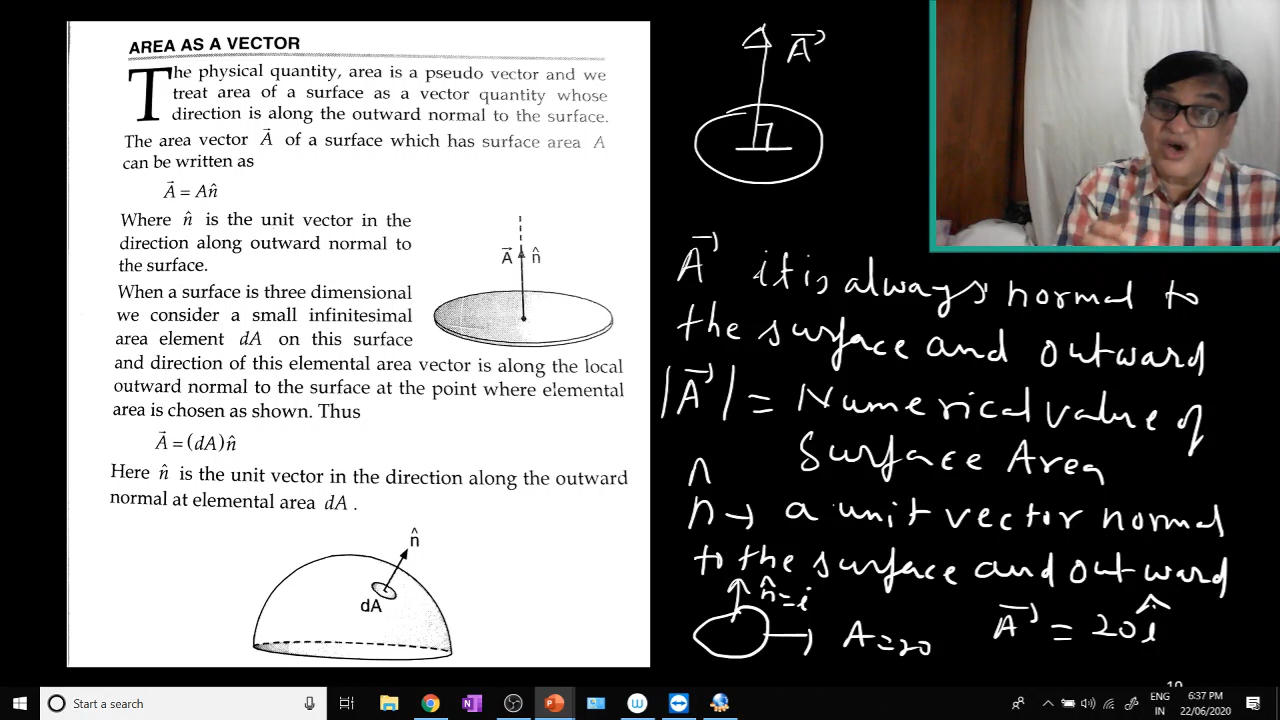 AREA AS A VECTOR
The physical quantity, area is a pseudo vector and we
treat area of a surface as a vector quantity whose
direction is along the outward normal to the surface.
The area vector A⃗ of a surface which has surface area A
can be written as
A⃗ = An̂
Where n̂ is the unit vector in the
direction along outward normal to
the surface.
A⃗ n̂
When a surface is three dimensional
we consider a small infinitesimal
area element dA on this surface
and direction of this elemental area vector is along the local
outward normal to the surface at the point where elemental
area is chosen as shown. Thus
A⃗ = (dA)n̂
Here n̂ is the unit vector in the direction along the outward
normal at elemental area dA.
n̂
dA
A⃗
A⃗ it is always normal to
the surface and outward
|A⃗| = Numerical value of
Surface Area
n̂ → a unit vector normal
to the surface and outward
n̂=i
A=20
A⃗ = 20î
Start a search
ENG
IN
6:37 PM
22/06/2020